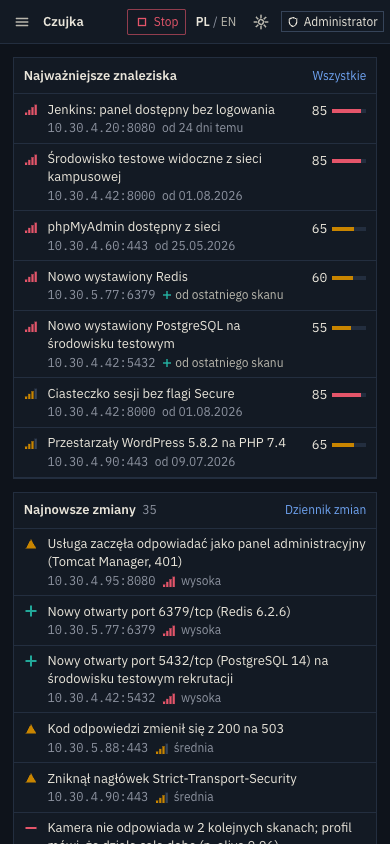 Czujka
Stop
PL / EN
Administrator
Najważniejsze znaleziska
Wszystkie
Jenkins: panel dostępny bez logowania
85
10.30.4.20:8080 od 24 dni temu
Środowisko testowe widoczne z sieci
kampusowej
85
10.30.4.42:8000 od 01.08.2026
phpMyAdmin dostępny z sieci
65
10.30.4.60:443 od 25.05.2026
Nowo wystawiony Redis
60
10.30.5.77:6379 + od ostatniego skanu
Nowo wystawiony PostgreSQL na
środowisku testowym
55
10.30.4.42:5432 + od ostatniego skanu
Ciasteczko sesji bez flagi Secure
85
10.30.4.42:8000 od 01.08.2026
Przestarzały WordPress 5.8.2 na PHP 7.4
65
10.30.4.90:443 od 09.07.2026
Najnowsze zmiany 35
Dziennik zmian
Usługa zaczęła odpowiadać jako panel administracyjny
(Tomcat Manager, 401)
10.30.4.95:8080 wysoka
Nowy otwarty port 6379/tcp (Redis 6.2.6)
10.30.5.77:6379 wysoka
Nowy otwarty port 5432/tcp (PostgreSQL 14) na
środowisku testowym rekrutacji
10.30.4.42:5432 wysoka
Kod odpowiedzi zmienił się z 200 na 503
10.30.5.88:443 średnia
Zniknął nagłówek Strict-Transport-Security
10.30.4.90:443 średnia
Kamera nie odpowiada w 2 kolejnych skanach; profil